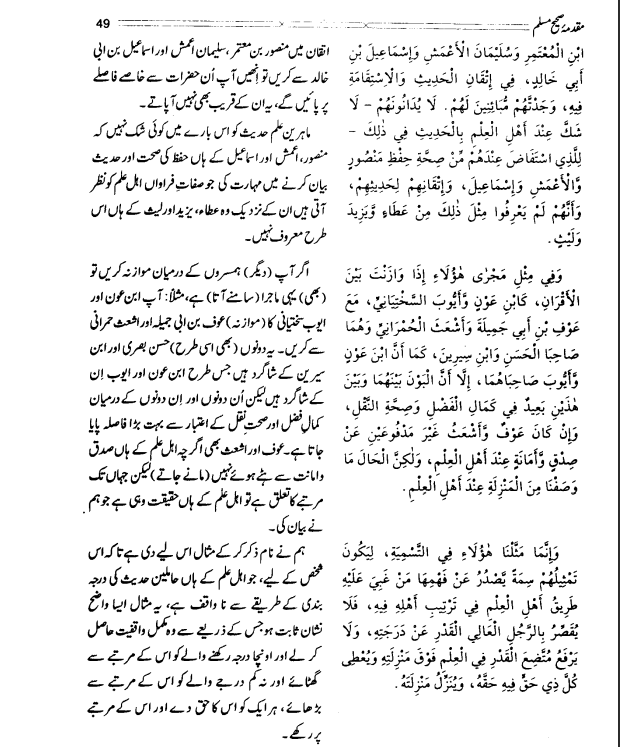 مقدمہ صحیح مسلم
49
ابْنِ الْمُعْتَمِرِ وَسُلَيْمَانَ الْأَعْمَشِ وَإِسْمَاعِيلَ بْنِ
أَبِي خَالِدٍ، فِي إِتْقَانِ الْحَدِيثِ وَالْاِسْتِقَامَةِ
فِيهِ، وَجَدْتَّهُمْ مُّبَائِنِينَ لَهُمْ. لَا يُدَانُونَهُمْ - لَا
شَكَّ عِنْدَ أَهْلِ الْعِلْمِ بِالْحَدِيثِ فِي ذٰلِكَ -
لِلَّذِي اسْتَفَاضَ عِنْدَهُمْ مِّنْ صِحَّةِ حِفْظِ مَنْصُورٍ
وَّالْأَعْمَشِ وَإِسْمَاعِيلَ، وَإِتْقَانِهِمْ لِحَدِيثِهِمْ،
وَأَنَّهُمْ لَمْ يَعْرِفُوا مِثْلَ ذٰلِكَ مِنْ عَطَاءٍ وَّيَزِيدَ
وَلَيْثٍ.
وَفِي مِثْلِ مَجْرٰى هٰؤُلَاءِ إِذَا وَازَنْتَ بَيْنَ
الْأَقْرَانِ، كَابْنِ عَوْنٍ وَّأَيُّوبَ السَّخْتِيَانِيِّ، مَعَ
عَوْفِ بْنِ أَبِي جَمِيلَةَ وَأَشْعَثَ الْحُمْرَانِيِّ وَهُمَا
صَاحِبَا الْحَسَنِ وَابْنِ سِيرِينَ، كَمَا أَنَّ ابْنَ عَوْنٍ
وَّأَيُّوبَ صَاحِبَاهُمَا، إِلَّا أَنَّ الْبَوْنَ بَيْنَهُمَا وَبَيْنَ
هٰذَيْنِ بَعِيدٌ فِي كَمَالِ الْفَضْلِ وَصِحَّةِ النَّقْلِ،
وَإِنْ كَانَ عَوْفٌ وَّأَشْعَثُ غَيْرَ مَدْفُوعَيْنِ عَنْ
صِدْقٍ وَّأَمَانَةٍ عِنْدَ أَهْلِ الْعِلْمِ، وَلٰكِنَّ الْحَالَ مَا
وَصَفْنَا مِنَ الْمَنْزِلَةِ عِنْدَ أَهْلِ الْعِلْمِ.
وَإِنَّمَا مَثَّلْنَا هٰؤُلَاءِ فِي التَّسْمِيَةِ، لِيَكُونَ
تَمْثِيلُهُمْ سِمَةً يَّصْدُرُ عَنْ فَهْمِهَا مَنْ غَبِيَ عَلَيْهِ
طَرِيقُ أَهْلِ الْعِلْمِ فِي تَرْتِيبِ أَهْلِهِ فِيهِ، فَلَا
يُقَصَّرُ بِالرَّجُلِ الْعَالِي الْقَدْرِ عَنْ دَرَجَتِهِ، وَلَا
يَرْفَعُ مُتَّضِعَ الْقَدْرِ فِي الْعِلْمِ فَوْقَ مَنْزِلَتِهِ وَيُعْطٰى
كُلُّ ذِي حَقٍّ فِيهِ حَقَّهُ، وَيُنَزَّلُ مَنْزِلَتَهُ.
اتقان میں منصور بن معتمر، سلیمان اعمش اور اسماعیل بن ابی
خالد سے کریں تو انھیں آپ اُن حضرات سے خاصے فاصلے
پر پائیں گے، یہ ان کے قریب بھی نہیں آپاتے۔
ماہرین علم حدیث کو اس بارے میں کوئی شک نہیں کہ
منصور، اعمش اور اسماعیل کے ہاں حفظ کی صحت اور حدیث
بیان کرنے میں مہارت کی جو صفات فراواں اہل علم کو نظر
آتی ہیں ان کے نزدیک وہ عطاء، یزید اور لیث کے ہاں اس
طرح معروف نہیں۔
اگر آپ (دیگر) ہمسروں کے درمیان موازنہ کریں تو
(بھی) یہی ماجرا (سامنے آتا) ہے، مثلاً: آپ ابن عون اور
ایوب سختیانی کا (موازنہ) عوف بن ابی جمیلہ اور اشعث حمرانی
سے کریں۔ یہ دونوں (بھی اسی طرح) حسن بصری اور ابن
سیرین کے شاگرد ہیں جس طرح ابن عون اور ایوب اِن
کے شاگرد ہیں لیکن اُن دونوں اور اِن دونوں کے درمیان
کمالِ فضل اور صحتِ نقل کے اعتبار سے بہت بڑا فاصلہ پایا
جاتا ہے۔ عوف اور اشعث بھی اگرچہ اہل علم کے ہاں صدق
و امانت سے ہٹے ہوئے نہیں (مانے جاتے) لیکن جہاں تک
مرتبے کا تعلق ہے تو اہل علم کے ہاں حقیقت وہی ہے جو ہم
نے بیان کی۔
ہم نے نام ذکر کر کے مثال اس لیے دی ہے تاکہ اس
شخص کے لیے، جو اہل علم کے ہاں حاملین حدیث کی درجہ
بندی کے طریقے سے نا واقف ہے، یہ مثال ایسا واضح
نشان ثابت ہو جس کے ذریعے سے وہ مکمل واقفیت حاصل
کر لے اور اونچا درجہ رکھنے والے کو اس کے مرتبے سے
گھٹائے اور نہ کم درجے والے کو اس کے مرتبے سے
بڑھائے، ہر ایک کو اس کا حق دے اور اس کے مرتبے
پر رکھے۔